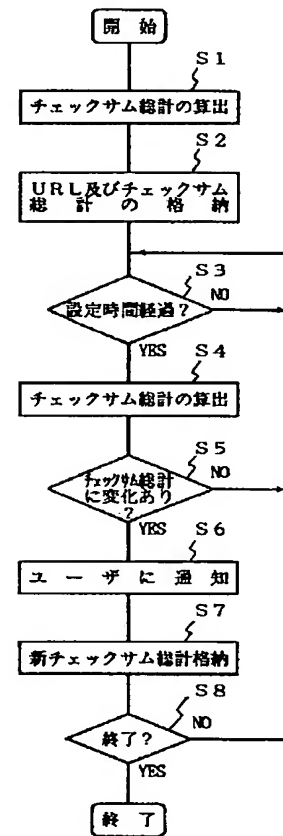 開始
S1
チェックサム総計の算出
S2
URL及びチェックサム
総計の格納
S3
設定時間経過?
NO
YES
S4
チェックサム総計の算出
S5
チェックサム総計
に変化あり
?
NO
YES
S6
ユーザに通知
S7
新チェックサム総計格納
S8
終了?
NO
YES
終了